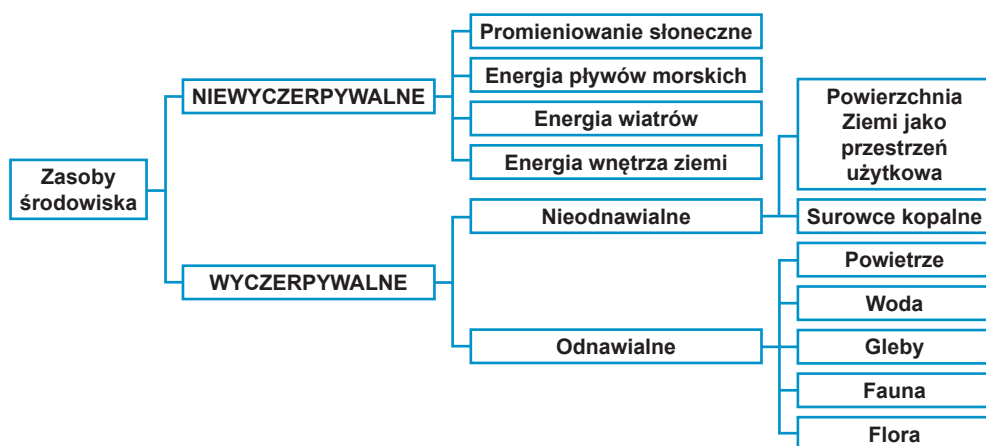 Zasoby
środowiska
NIEWYCZERPYWALNE
Promieniowanie słoneczne
Energia pływów morskich
Energia wiatrów
Energia wnętrza ziemi
WYCZERPYWALNE
Nieodnawialne
Powierzchnia
Ziemi jako
przestrzeń
użytkowa
Surowce kopalne
Odnawialne
Powietrze
Woda
Gleby
Fauna
Flora